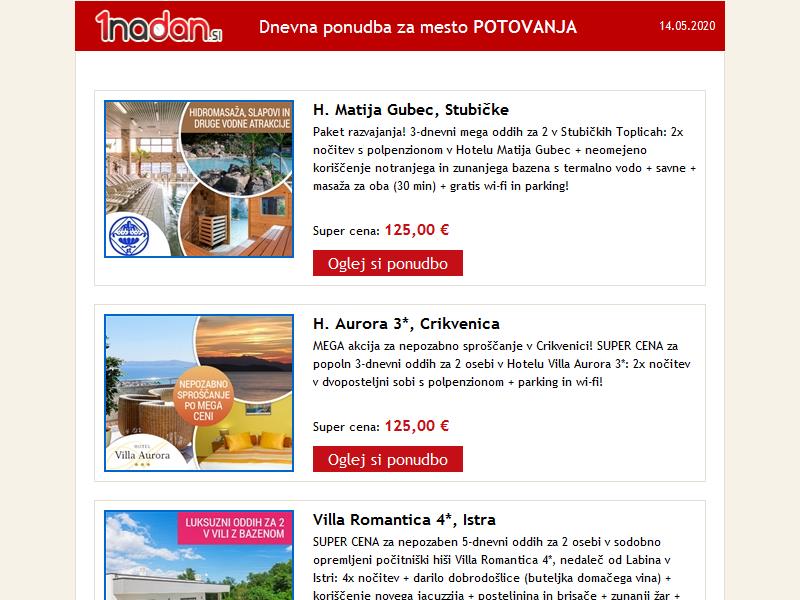 1nadan.si
Dnevna ponudba za mesto POTOVANJA
14.05.2020
HIDROMASAŽA, SLAPOVI IN
DRUGE VODNE ATRAKCIJE
H. Matija Gubec, Stubičke
Paket razvajanja! 3-dnevni mega oddih za 2 v Stubičkih Toplicah: 2x
nočitev s polpenzionom v Hotelu Matija Gubec + neomejeno
koriščenje notranjega in zunanjega bazena s termalno vodo + savne +
masaža za oba (30 min) + gratis wi-fi in parking!
Super cena: 125,00 €
Oglej si ponudbo
NEPOZABNO
SPROŠČANJE
PO MEGA
CENI
HOTEL
Villa Aurora
H. Aurora 3*, Crikvenica
MEGA akcija za nepozabno sproščanje v Crikvenici! SUPER CENA za
popoln 3-dnevni oddih za 2 osebi v Hotelu Villa Aurora 3*: 2x nočitev
v dvoposteljni sobi s polpenzionom + parking in wi-fi!
Super cena: 125,00 €
Oglej si ponudbo
LUKSUZNI ODDIH ZA 2
V VILI Z BAZENOM
Villa Romantica 4*, Istra
SUPER CENA za nepozaben 5-dnevni oddih za 2 osebi v sodobno
opremljeni počitniški hiši Villa Romantica 4*, nedaleč od Labina v
Istri: 4x nočitev + darilo dobrodošlice (buteljka domačega vina) +
koriščenje novega jacuzzija + posteljnina in brisače + zunanji žar +